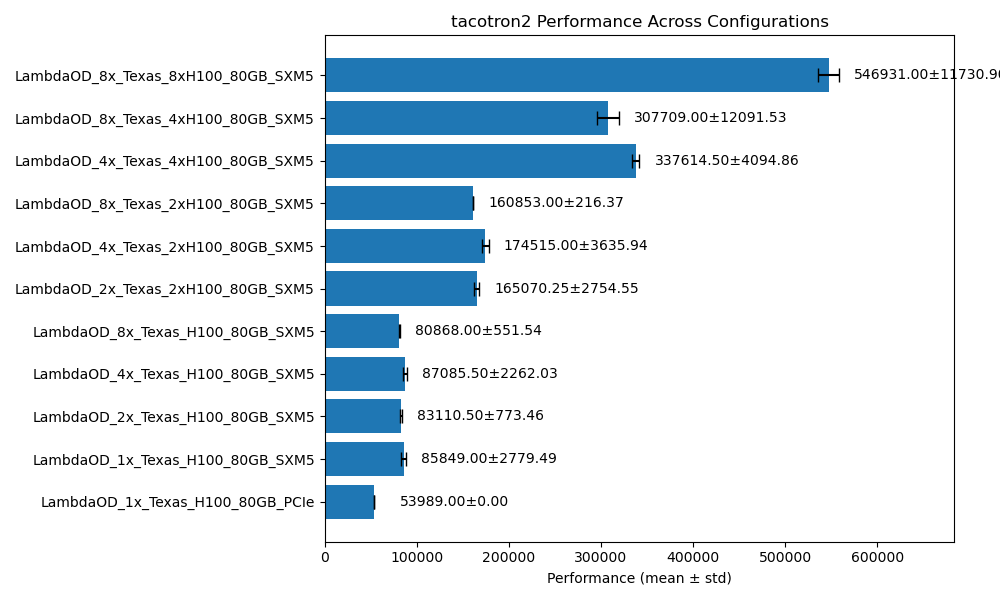 tacotron2 Performance Across Configurations
LambdaOD_8x_Texas_8xH100_80GB_SXM5 546931.00±11730.90
LambdaOD_8x_Texas_4xH100_80GB_SXM5 307709.00±12091.53
LambdaOD_4x_Texas_4xH100_80GB_SXM5 337614.50±4094.86
LambdaOD_8x_Texas_2xH100_80GB_SXM5 160853.00±216.37
LambdaOD_4x_Texas_2xH100_80GB_SXM5 174515.00±3635.94
LambdaOD_2x_Texas_2xH100_80GB_SXM5 165070.25±2754.55
LambdaOD_8x_Texas_H100_80GB_SXM5 80868.00±551.54
LambdaOD_4x_Texas_H100_80GB_SXM5 87085.50±2262.03
LambdaOD_2x_Texas_H100_80GB_SXM5 83110.50±773.46
LambdaOD_1x_Texas_H100_80GB_SXM5 85849.00±2779.49
LambdaOD_1x_Texas_H100_80GB_PCIe 53989.00±0.00
0 100000 200000 300000 400000 500000 600000
Performance (mean ± std)